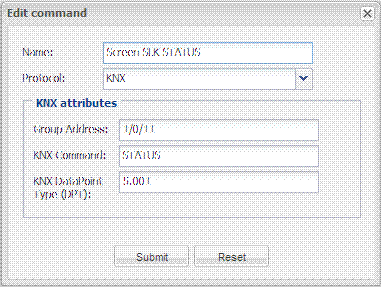 Edit command
Name: Screen SLK STATUS
Protocol: KNX
KNX attributes
Group Address: 1/0/11
KNX Command: STATUS
KNX DataPoint Type (DPT): 5.001
Submit Reset